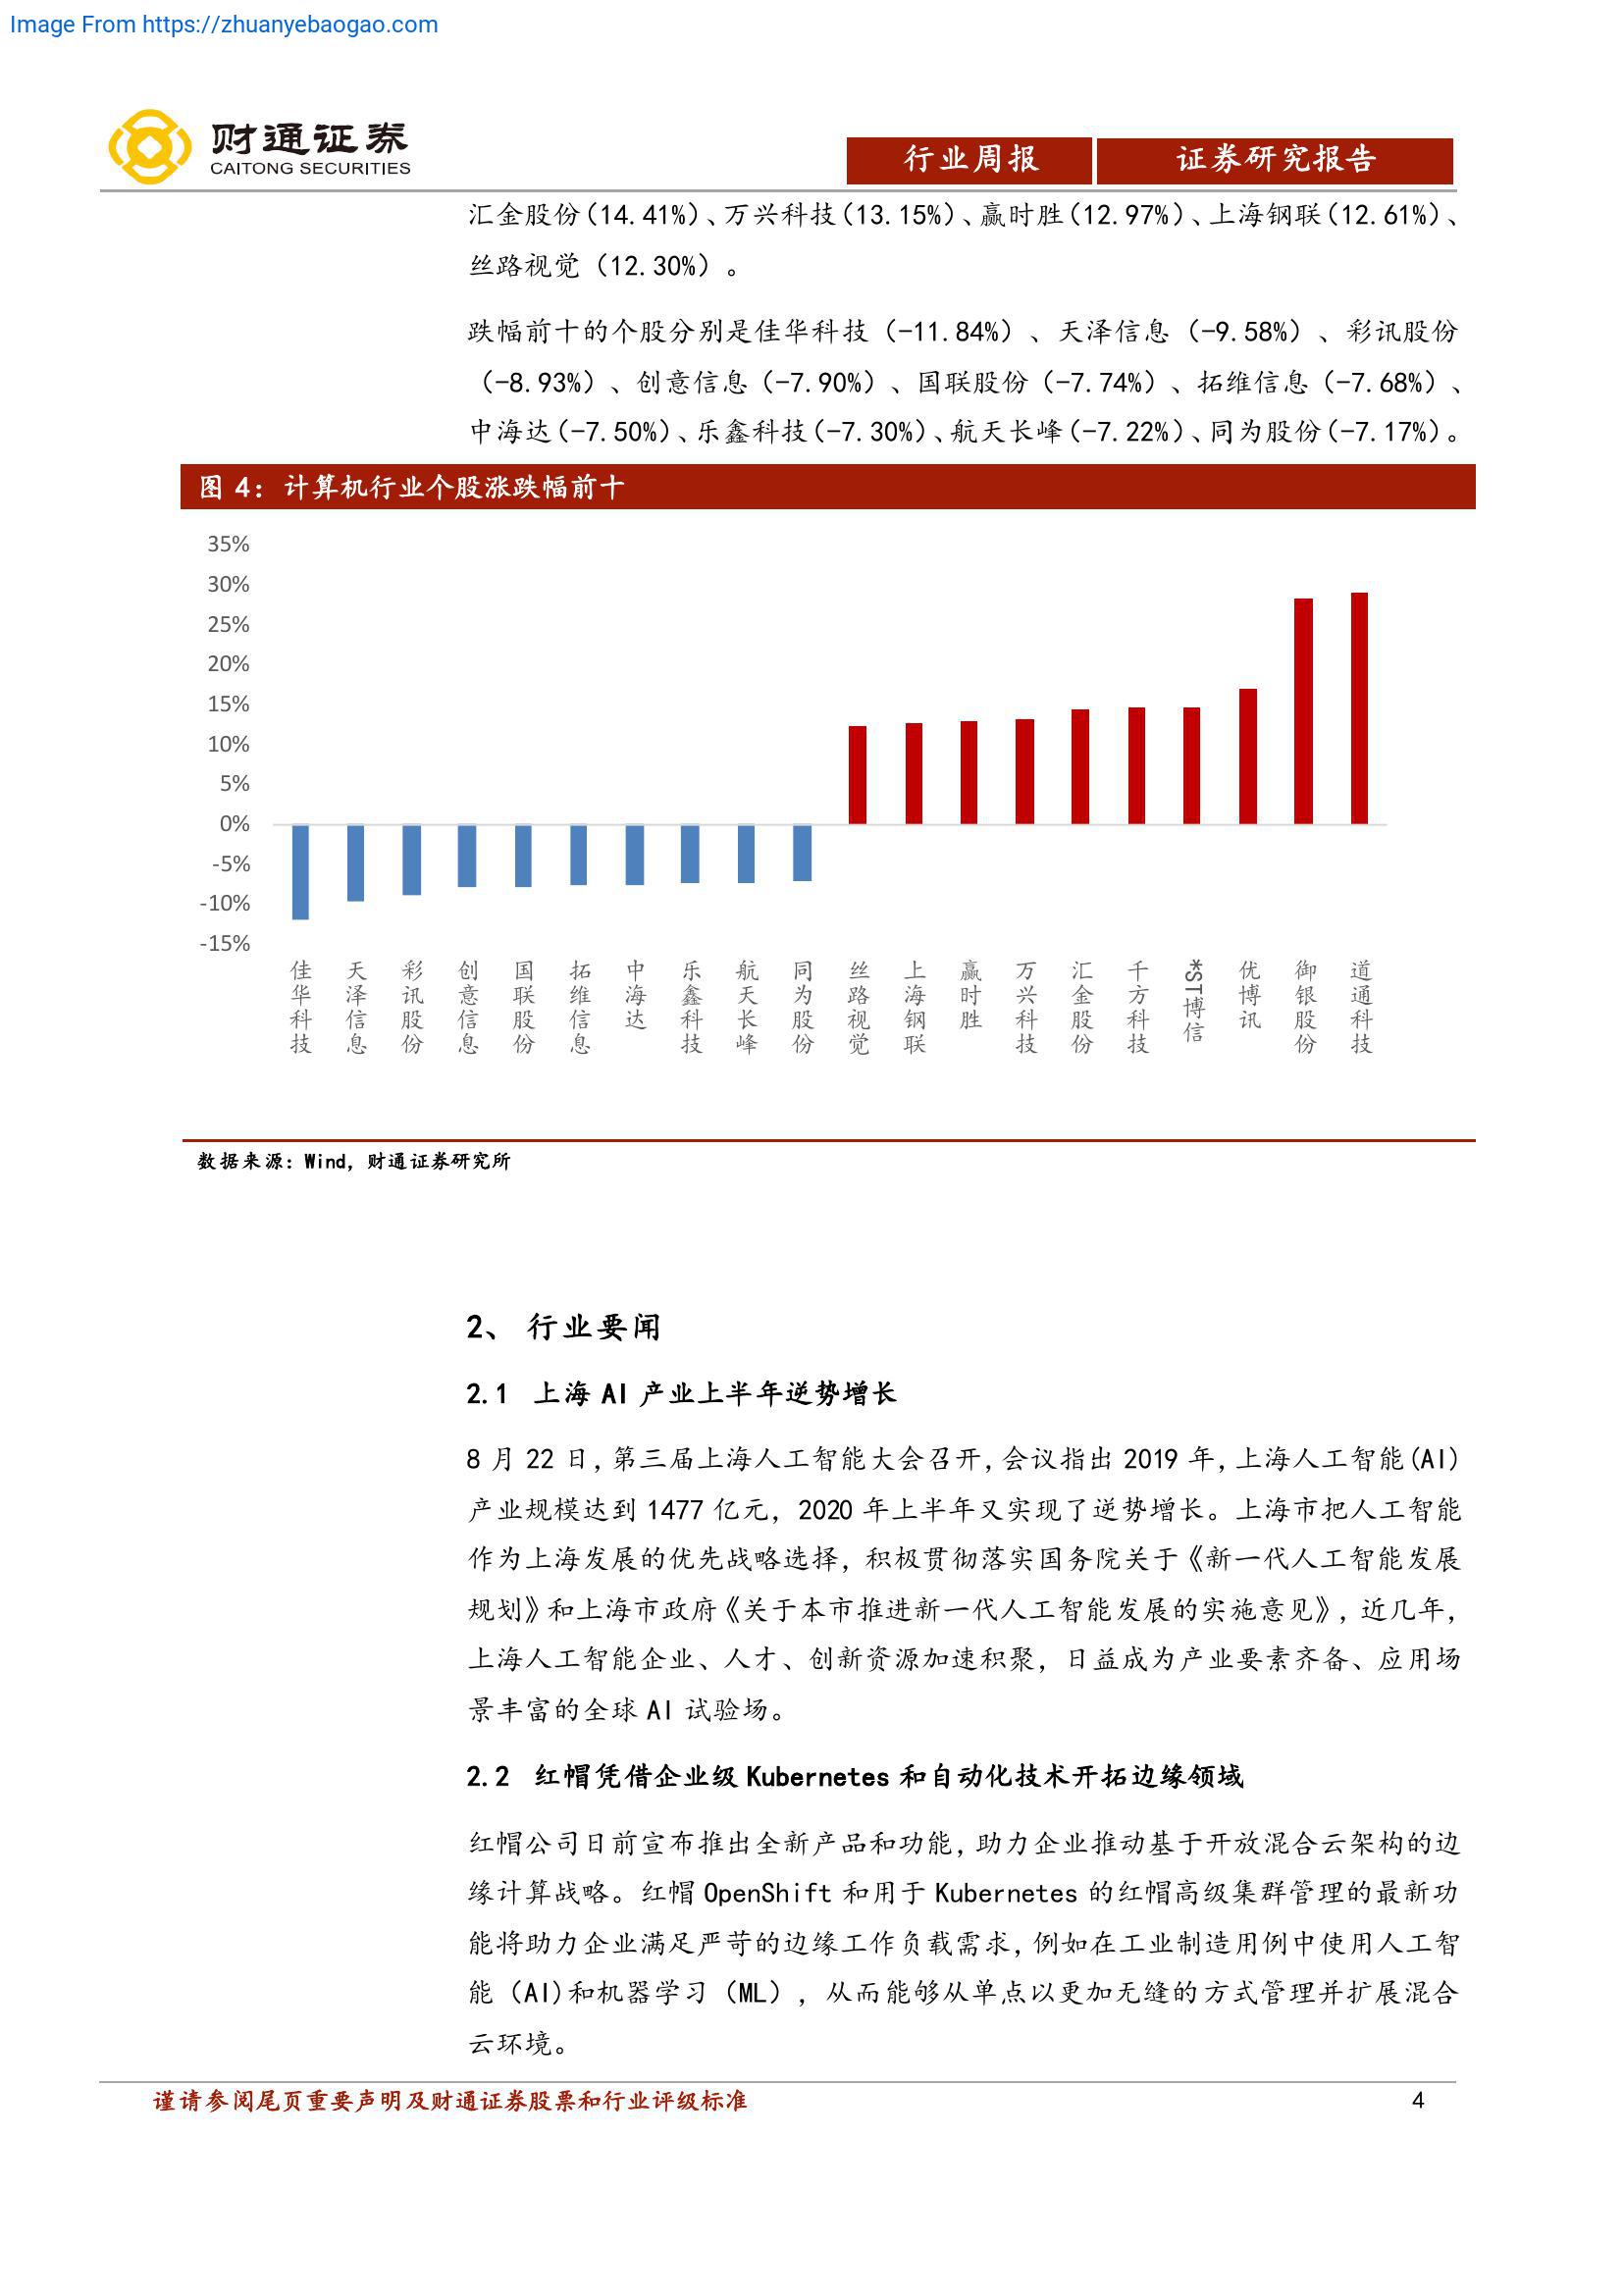 Image From https://zhuanyebaogao.com
财通证券
CAITONG SECURITIES
行业周报
证券研究报告
汇金股份(14.41%)、万兴科技(13.15%)、赢时胜(12.97%)、上海钢联(12.61%)、
丝路视觉（12.30%）。
跌幅前十的个股分别是佳华科技（-11.84%）、天泽信息（-9.58%）、彩讯股份
（-8.93%）、创意信息（-7.90%）、国联股份（-7.74%）、拓维信息（-7.68%）、
中海达(-7.50%)、乐鑫科技(-7.30%)、航天长峰(-7.22%)、同为股份(-7.17%)。
图 4：计算机行业个股涨跌幅前十
35%
30%
25%
20%
15%
10%
5%
0%
-5%
-10%
-15%
佳华科技
天泽信息
彩讯股份
创意信息
国联股份
拓维信息
中海达
乐鑫科技
航天长峰
同为股份
丝路视觉
上海钢联
赢时胜
万兴科技
汇金股份
千方科技
*ST博信
优博讯
御银股份
道通科技
数据来源：Wind，财通证券研究所
2、 行业要闻
2.1 上海 AI 产业上半年逆势增长
8 月 22 日，第三届上海人工智能大会召开，会议指出 2019 年，上海人工智能(AI)
产业规模达到 1477 亿元，2020 年上半年又实现了逆势增长。上海市把人工智能
作为上海发展的优先战略选择，积极贯彻落实国务院关于《新一代人工智能发展
规划》和上海市政府《关于本市推进新一代人工智能发展的实施意见》，近几年，
上海人工智能企业、人才、创新资源加速积聚，日益成为产业要素齐备、应用场
景丰富的全球 AI 试验场。
2.2 红帽凭借企业级 Kubernetes 和自动化技术开拓边缘领域
红帽公司日前宣布推出全新产品和功能，助力企业推动基于开放混合云架构的边
缘计算战略。红帽 OpenShift 和用于 Kubernetes 的红帽高级集群管理的最新功
能将助力企业满足严苛的边缘工作负载需求，例如在工业制造用例中使用人工智
能（AI)和机器学习（ML），从而能够从单点以更加无缝的方式管理并扩展混合
云环境。
谨请参阅尾页重要声明及财通证券股票和行业评级标准
4